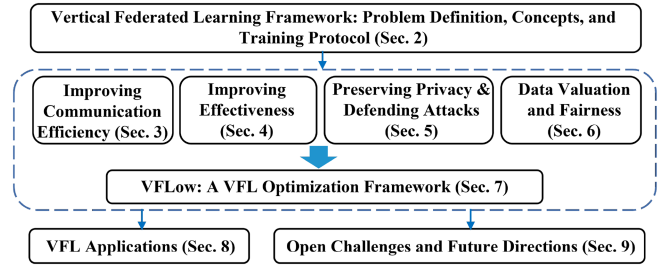 Vertical Federated Learning Framework: Problem Definition, Concepts, and
Training Protocol (Sec. 2)
Improving
Communication
Efficiency (Sec. 3)
Improving
Effectiveness
(Sec. 4)
Preserving Privacy &
Defending Attacks
(Sec. 5)
Data Valuation
and Fairness
(Sec. 6)
VFLow: A VFL Optimization Framework (Sec. 7)
VFL Applications (Sec. 8)
Open Challenges and Future Directions (Sec. 9)